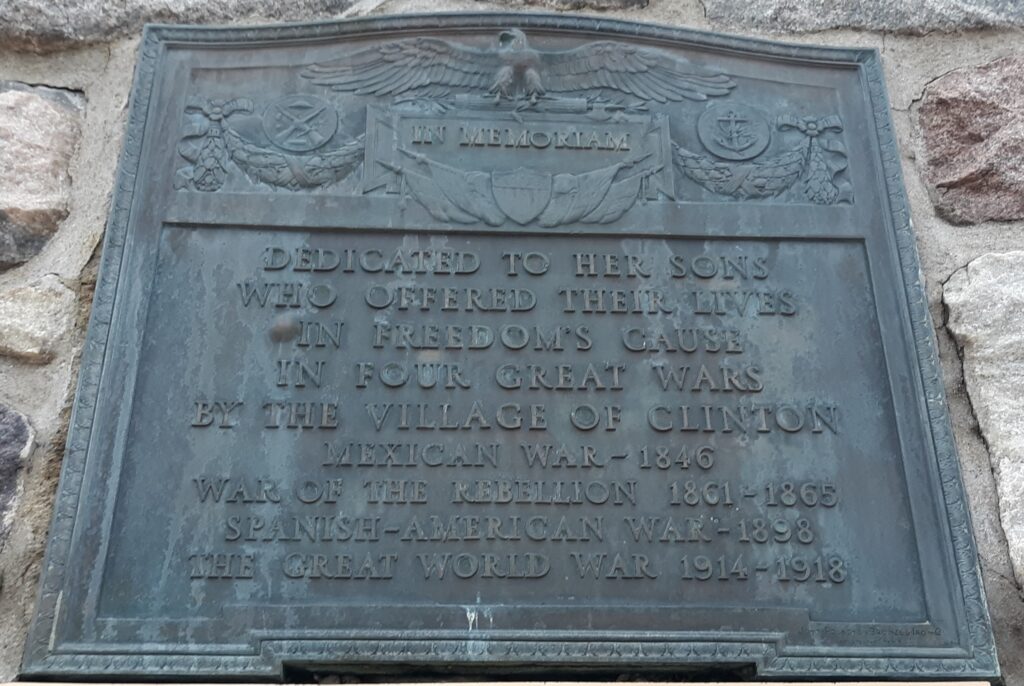 IN MEMORIAM
DEDICATED TO HER SONS
WHO OFFERED THEIR LIVES
IN FREEDOM'S CAUSE
IN FOUR GREAT WARS
BY THE VILLAGE OF CLINTON
MEXICAN WAR - 1846
WAR OF THE REBELLION 1861-1865
SPANISH-AMERICAN WAR-1898
THE GREAT WORLD WAR 1914-1918